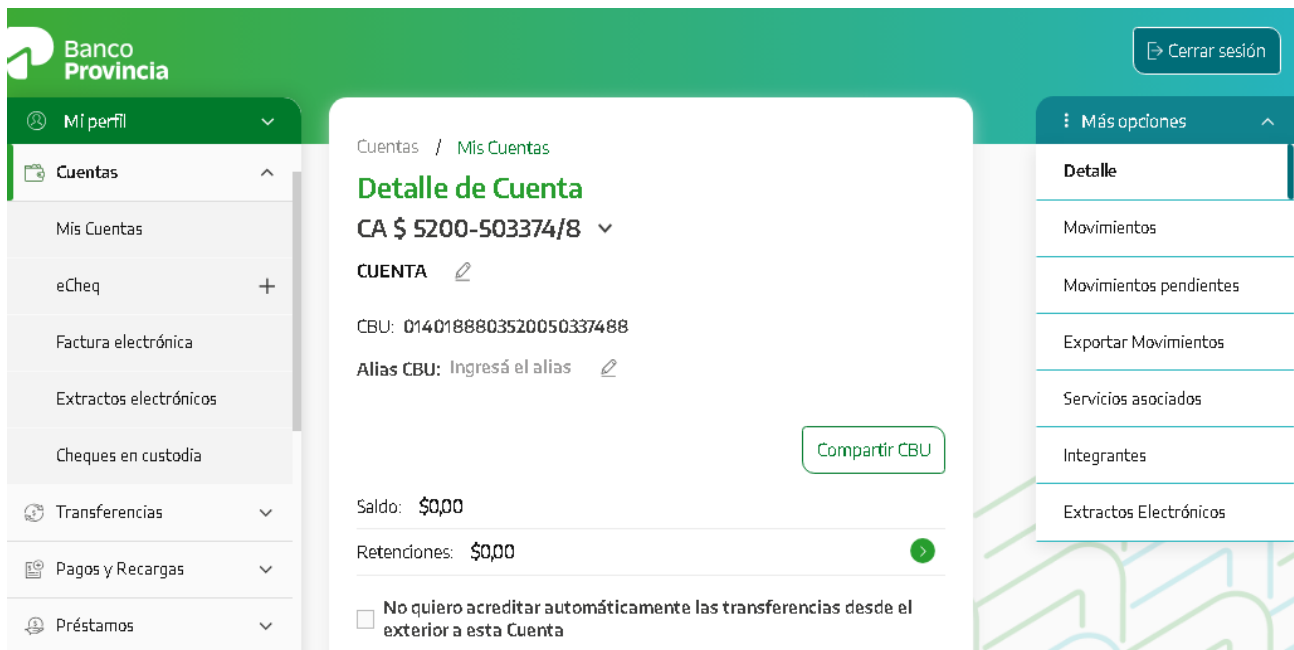 Banco
Provincia
Cerrar sesión
Mi perfil
Cuentas
Mis Cuentas
eCheq
Factura electrónica
Extractos electrónicos
Cheques en custodia
Transferencias
Pagos y Recargas
Préstamos
Cuentas / Mis Cuentas
Detalle de Cuenta
CA $ 5200-503374/8
CUENTA
CBU: 0140188803520050337488
Alias CBU: Ingresá el alias
Compartir CBU
Saldo: $0,00
Retenciones: $0,00
No quiero acreditar automáticamente las transferencias desde el
exterior a esta Cuenta
Más opciones
Detalle
Movimientos
Movimientos pendientes
Exportar Movimientos
Servicios asociados
Integrantes
Extractos Electrónicos